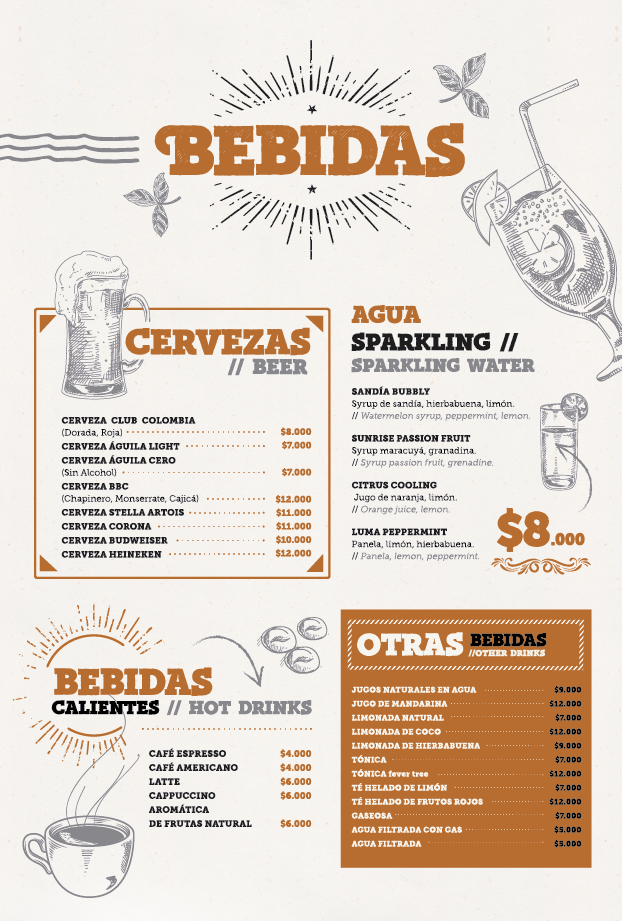 BEBIDAS
CERVEZAS
// BEER
CERVEZA CLUB COLOMBIA
(Dorada, Roja) $8.000
CERVEZA ÁGUILA LIGHT $7.000
CERVEZA ÁGUILA CERO
(Sin Alcohol) $7.000
CERVEZA BBC
(Chapinero, Monserrate, Cajicá) $12.000
CERVEZA STELLA ARTOIS $11.000
CERVEZA CORONA $11.000
CERVEZA BUDWEISER $10.000
CERVEZA HEINEKEN $12.000
AGUA
SPARKLING //
SPARKLING WATER
SANDÍA BUBBLY
Syrup de sandía, hierbabuena, limón.
// Watermelon syrup, peppermint, lemon.
SUNRISE PASSION FRUIT
Syrup maracuyá, granadina.
// Syrup passion fruit, grenadine.
CITRUS COOLING
Jugo de naranja, limón.
// Orange juice, lemon.
LUMA PEPPERMINT
Panela, limón, hierbabuena.
// Panela, lemon, peppermint.
$8.000
BEBIDAS
CALIENTES // HOT DRINKS
CAFÉ ESPRESSO $4.000
CAFÉ AMERICANO $4.000
LATTE $6.000
CAPPUCCINO $6.000
AROMÁTICA
DE FRUTAS NATURAL $6.000
OTRAS BEBIDAS
//OTHER DRINKS
JUGOS NATURALES EN AGUA $9.000
JUGO DE MANDARINA $12.000
LIMONADA NATURAL $7.000
LIMONADA DE COCO $12.000
LIMONADA DE HIERBABUENA $9.000
TÓNICA $7.000
TÓNICA fever tree $12.000
TÉ HELADO DE LIMÓN $7.000
TÉ HELADO DE FRUTOS ROJOS $12.000
GASEOSA $7.000
AGUA FILTRADA CON GAS $5.000
AGUA FILTRADA $5.000